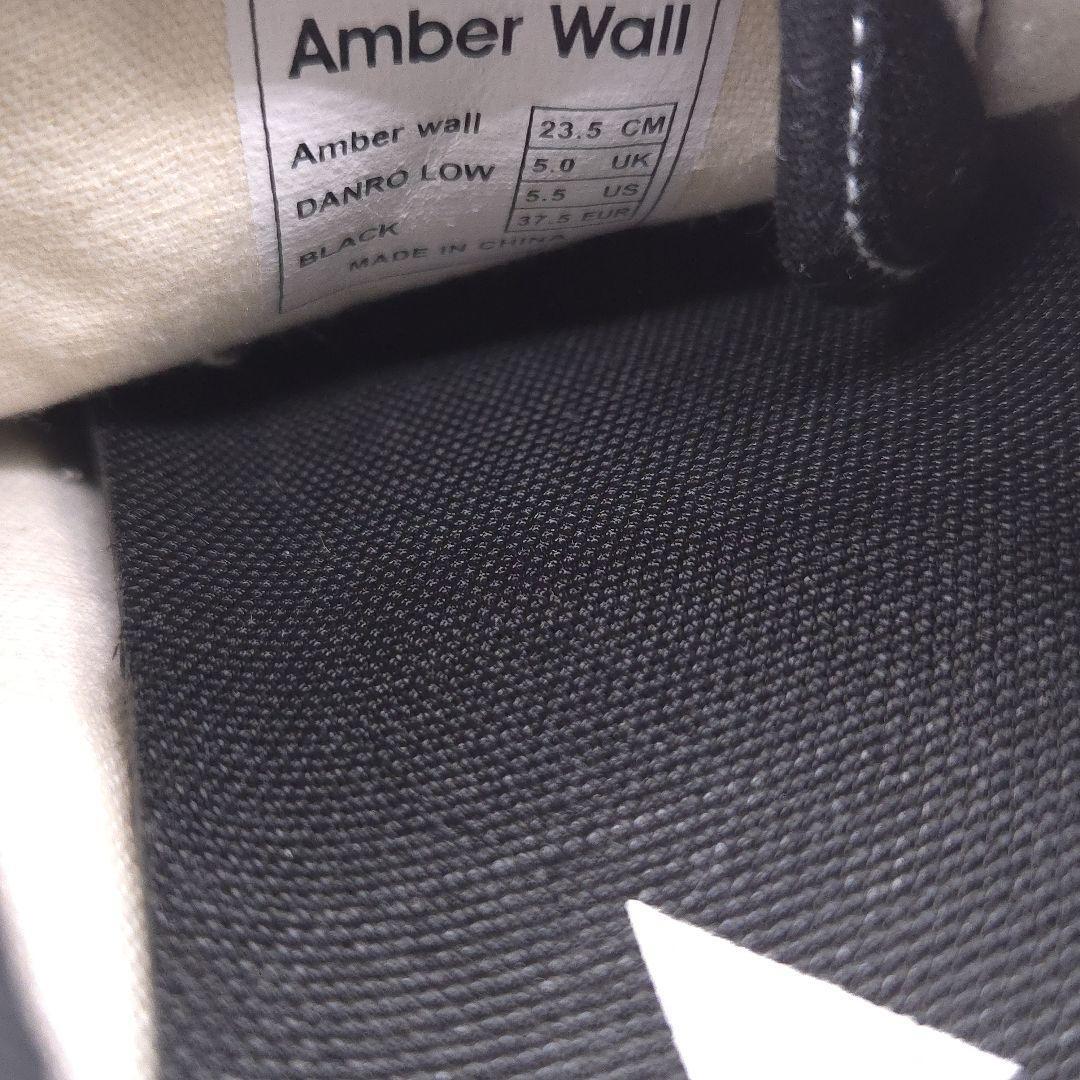 Amber Wall
Amber wall
DANRO LOW
BLACK
23.5 CM
5.0 UK
5.5 US
37.5 EUR
MADE IN CHINA